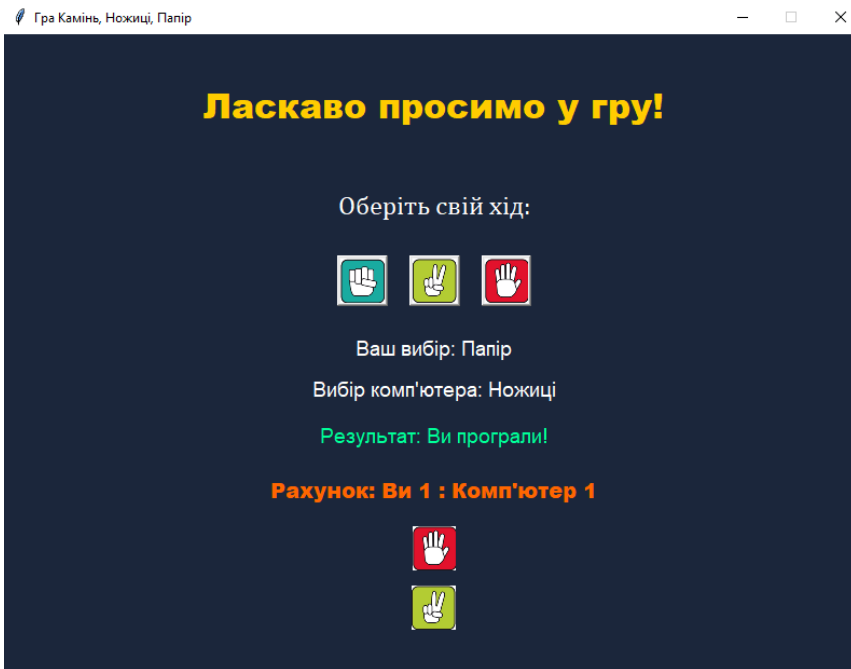 Гра Камінь, Ножиці, Папір
Ласкаво просимо у гру!
Оберіть свій хід:
Ваш вибір: Папір
Вибір комп'ютера: Ножиці
Результат: Ви програли!
Рахунок: Ви 1 : Комп'ютер 1